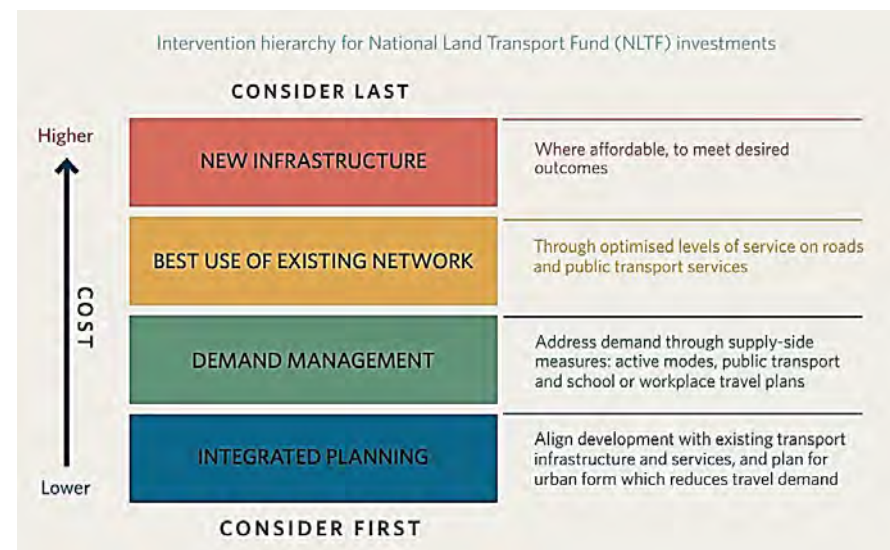 Intervention hierarchy for National Land Transport Fund (NLTF) investments
CONSIDER LAST
Higher
COST
Lower
NEW INFRASTRUCTURE
Where affordable, to meet desired
outcomes
BEST USE OF EXISTING NETWORK
Through optimised levels of service on roads
and public transport services
DEMAND MANAGEMENT
Address demand through supply-side
measures: active modes, public transport
and school or workplace travel plans
INTEGRATED PLANNING
Align development with existing transport
infrastructure and services, and plan for
urban form which reduces travel demand
CONSIDER FIRST